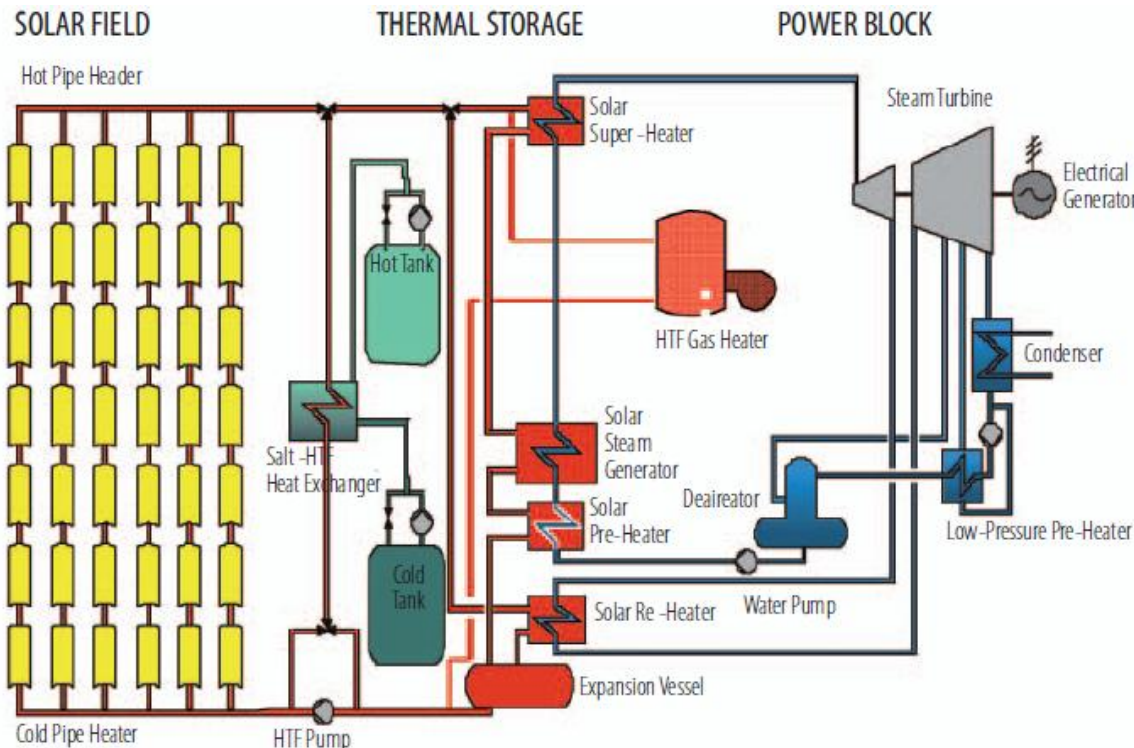 SOLAR FIELD
THERMAL STORAGE
POWER BLOCK
Hot Pipe Header
Solar
Super -Heater
Steam Turbine
Electrical
Generator
Hot Tank
HTF Gas Heater
Condenser
Salt -HTF
Heat Exchanger
Solar
Steam
Generator
Deaireator
Solar
Pre-Heater
Low-Pressure Pre-Heater
Cold
Tank
Water Pump
Solar Re -Heater
Expansion Vessel
Cold Pipe Heater
HTF Pump